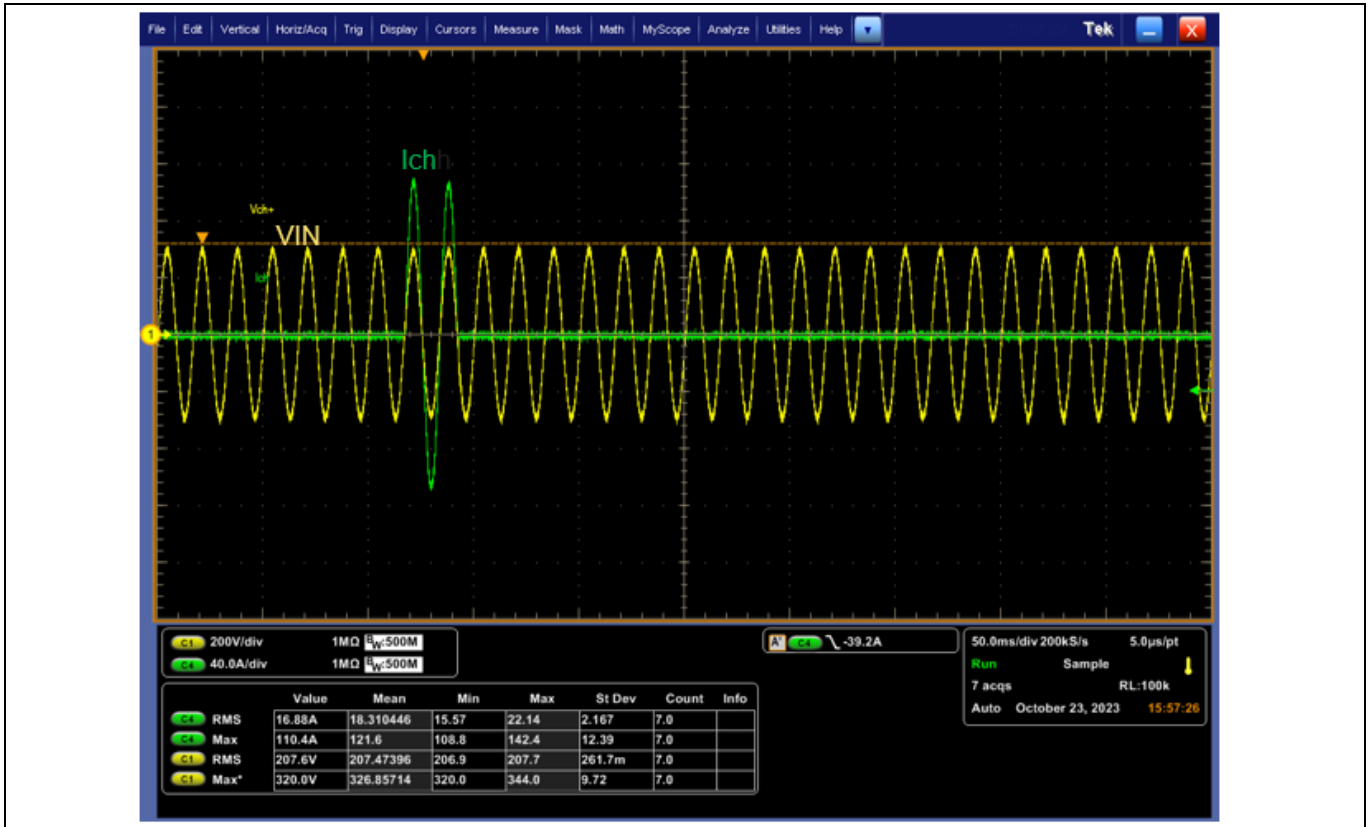 File Edit Vertical Horiz/Acq Trig Display Cursors Measure Mask Math MyScope Analyze Utilities Help Tek X
Ichh
Vch+
VIN
Ich
1
C1 200V/div 1MΩ BW:500M
C4 40.0A/div 1MΩ BW:500M
A' C4 -39.2A
50.0ms/div 200kS/s 5.0µs/pt
Run Sample
7 acqs RL:100k
Auto October 23, 2023 15:57:26
Value Mean Min Max St Dev Count Info
C4 RMS 16.88A 18.310446 15.57 22.14 2.167 7.0
C4 Max 110.4A 121.6 108.8 142.4 12.39 7.0
C1 RMS 207.6V 207.47396 206.9 207.7 261.7m 7.0
C1 Max* 320.0V 326.85714 320.0 344.0 9.72 7.0